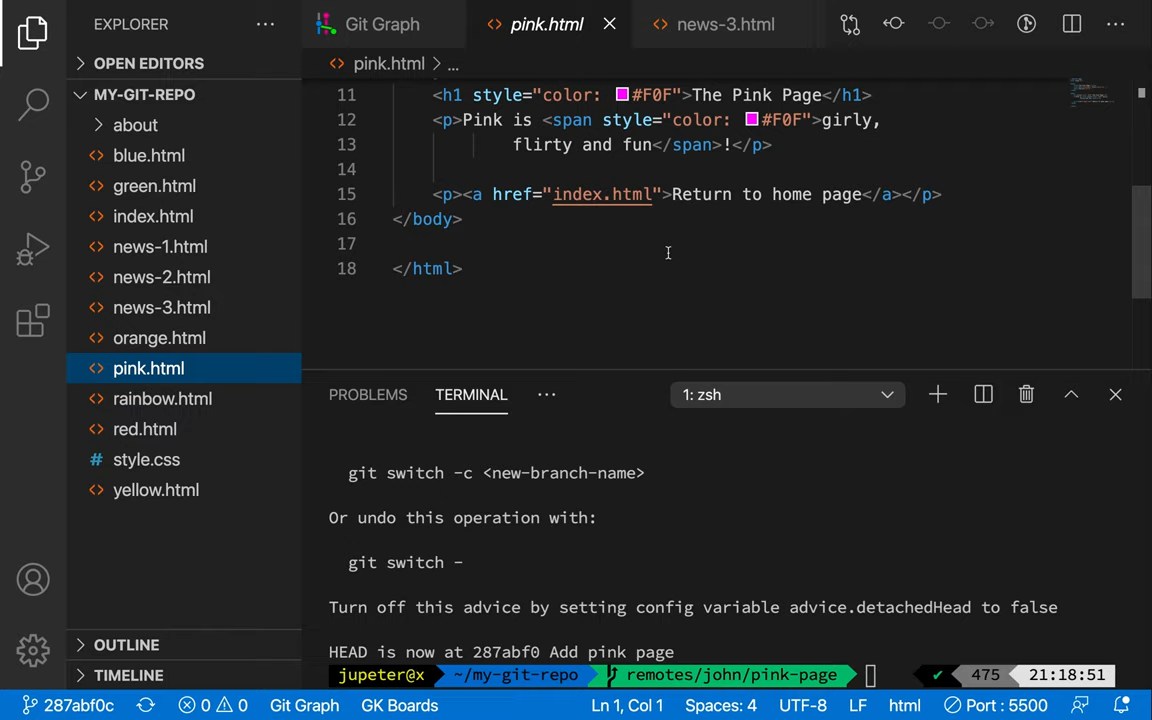 EXPLORER
OPEN EDITORS
MY-GIT-REPO
about
blue.html
green.html
index.html
news-1.html
news-2.html
news-3.html
orange.html
pink.html
rainbow.html
red.html
style.css
yellow.html
OUTLINE
TIMELINE
Git Graph
pink.html
news-3.html
pink.html > ...
11 <h1 style="color: #F0F">The Pink Page</h1>
12 <p>Pink is <span style="color: #F0F">girly,
13 flirty and fun</span>!</p>
14
15 <p><a href="index.html">Return to home page</a></p>
16 </body>
17
18 </html>
PROBLEMS TERMINAL ... 1: zsh
git switch -c <new-branch-name>
Or undo this operation with:
git switch -
Turn off this advice by setting config variable advice.detachedHead to false
HEAD is now at 287abf0 Add pink page
jupeter@x ~/my-git-repo remotes/john/pink-page ✔ 475 21:18:51
287abf0c 0 0 Git Graph GK Boards Ln 1, Col 1 Spaces: 4 UTF-8 LF html Port : 5500